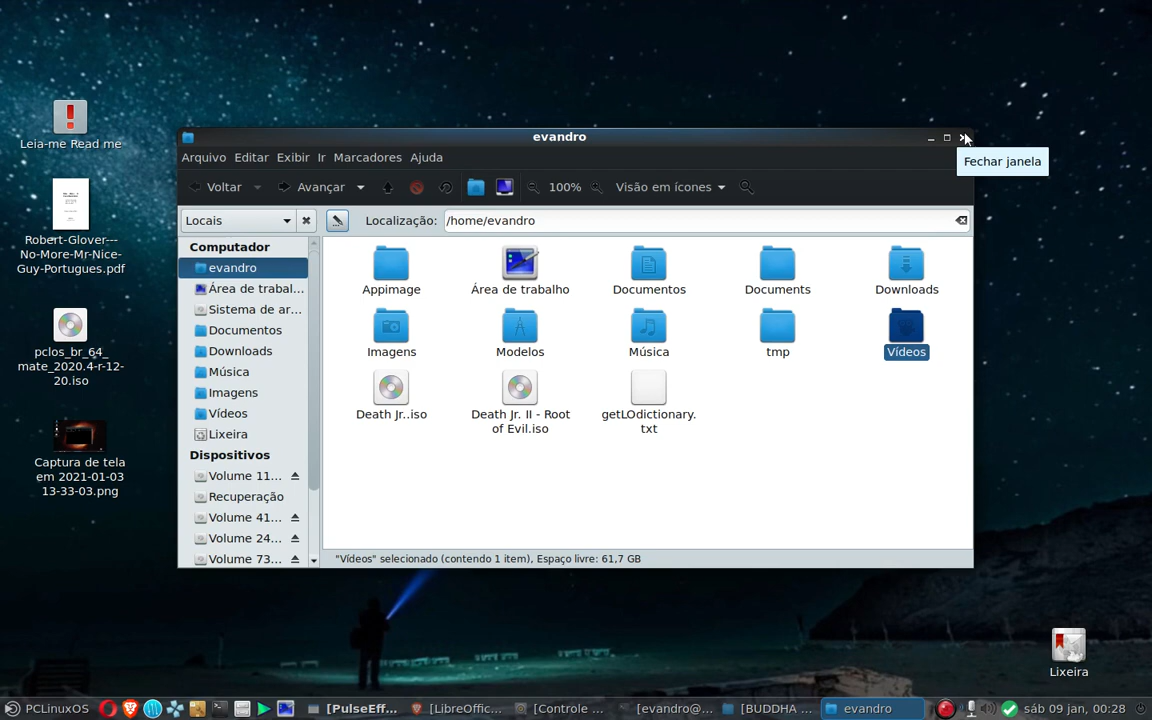 Leia-me Read me
Robert-Glover---
No-More-Mr-Nice-
Guy-Portugues.pdf
pclos_br_64_
mate_2020.4-r-12-
20.iso
Captura de tela
em 2021-01-03
13-33-03.png
evandro
Fechar janela
Arquivo Editar Exibir Ir Marcadores Ajuda
Voltar Avançar 100% Visão em ícones
Locais Localização: /home/evandro
Computador
evandro
Área de trabal...
Sistema de ar...
Documentos
Downloads
Música
Imagens
Vídeos
Lixeira
Dispositivos
Volume 11...
Recuperação
Volume 41...
Volume 24...
Volume 73...
Appimage Área de trabalho Documentos Documents Downloads
Imagens Modelos Música tmp Vídeos
Death Jr..iso
Death Jr. II - Root
of Evil.iso
getLOdictionary.
txt
"Vídeos" selecionado (contendo 1 item), Espaço livre: 61,7 GB
Lixeira
PCLinuxOS [PulseEff... [LibreOffic... [Controle ... [evandro@... [BUDDHA ... evandro sáb 09 jan, 00:28